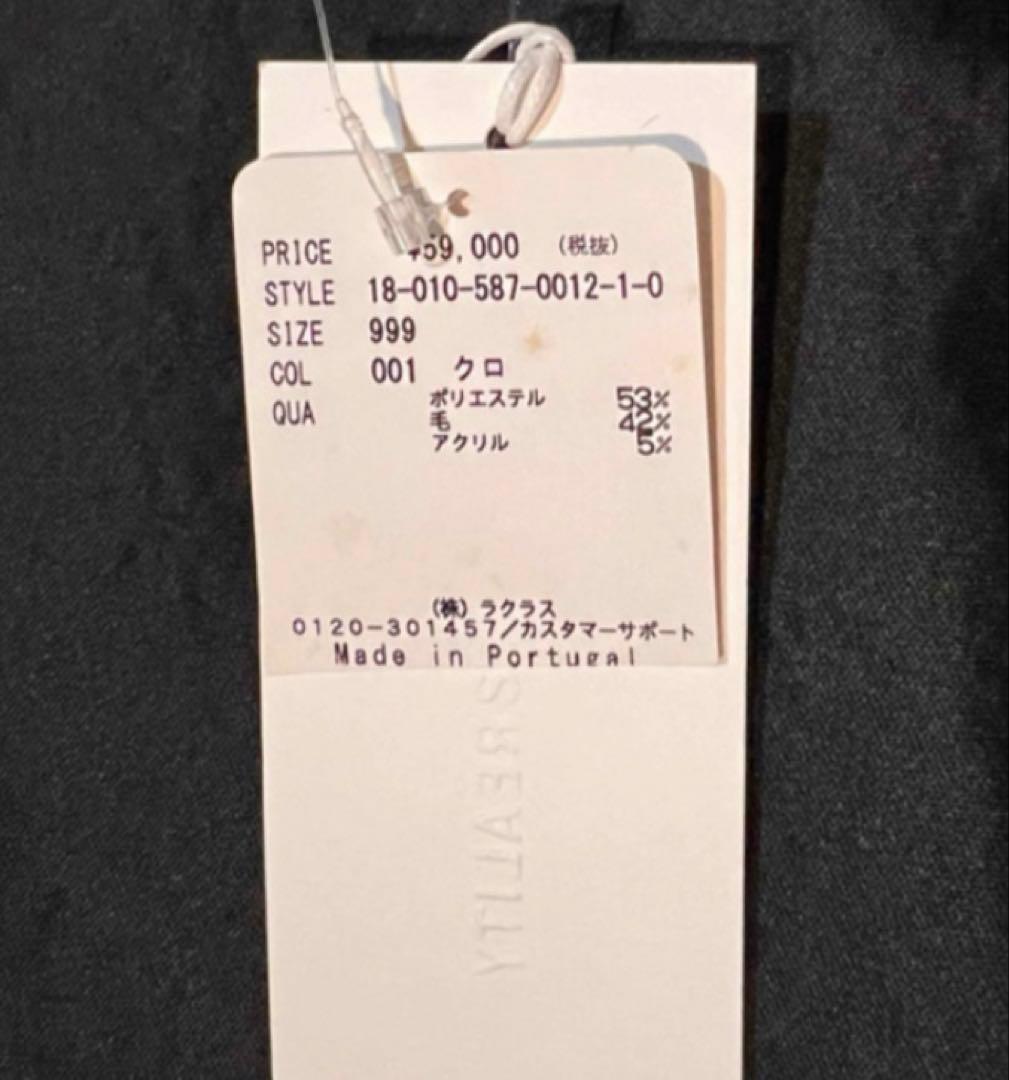 PRICE ¥59,000 (税抜)
STYLE 18-010-587-0012-1-0
SIZE 999
COL 001 クロ
QUA ポリエステル 53%
毛 42%
アクリル 5%
(株) ラクラス
0120-301457/カスタマーサポート
Made in Portugal
SREALITY